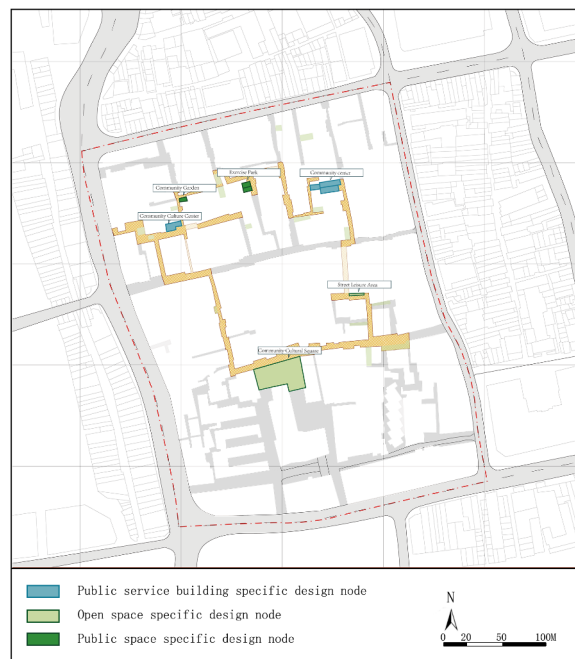 Exercise Park
Community center
Community Garden
Community Culture Center
Street Leisure Area
Community Cultural Square
Public service building specific design node
Open space specific design node
Public space specific design node
N
0 20 50 100M